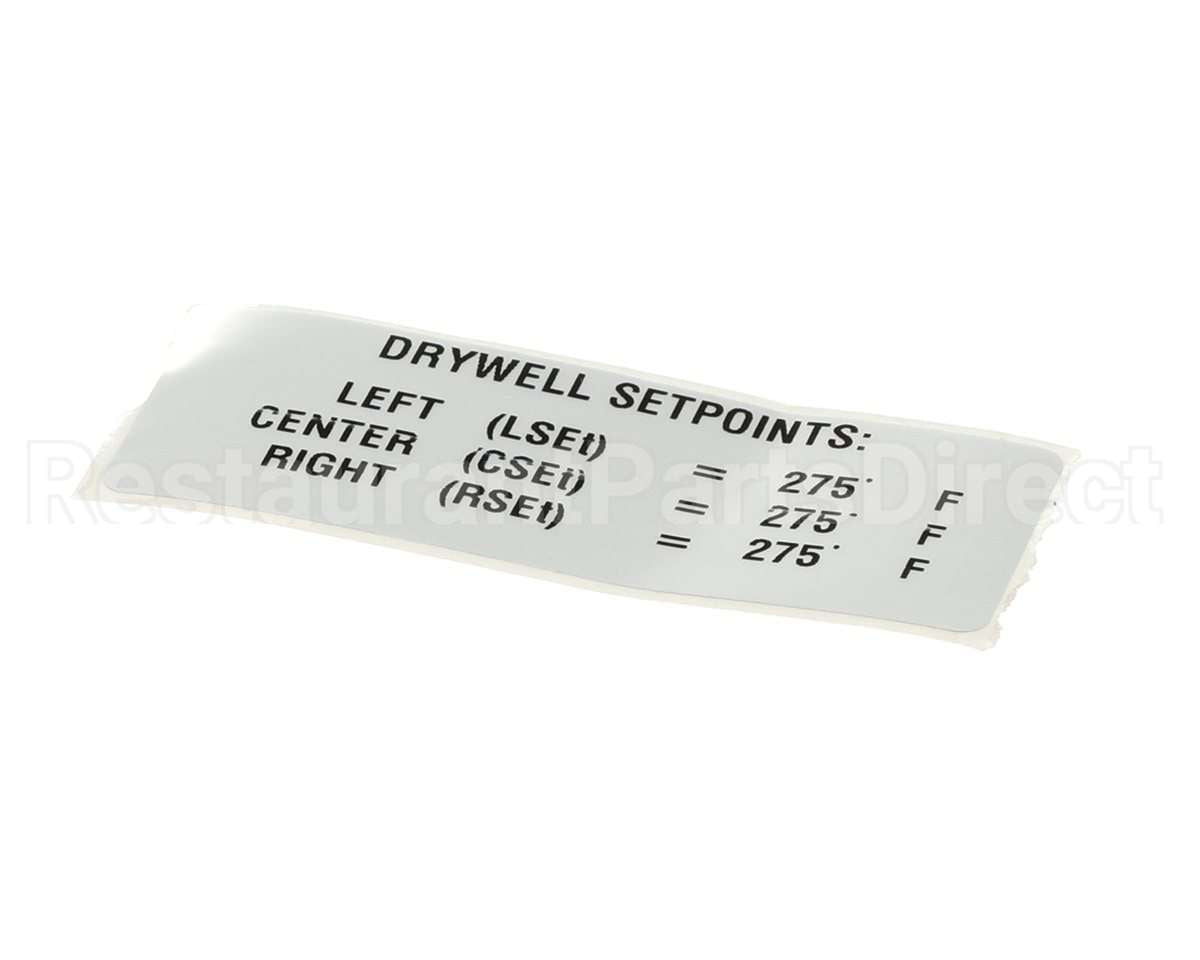 DRYWELL SETPOINTS:
LEFT (LSEt) = 275° F
CENTER (CSEt) = 275° F
RIGHT (RSEt) = 275° F
RestaurantPartsDirect